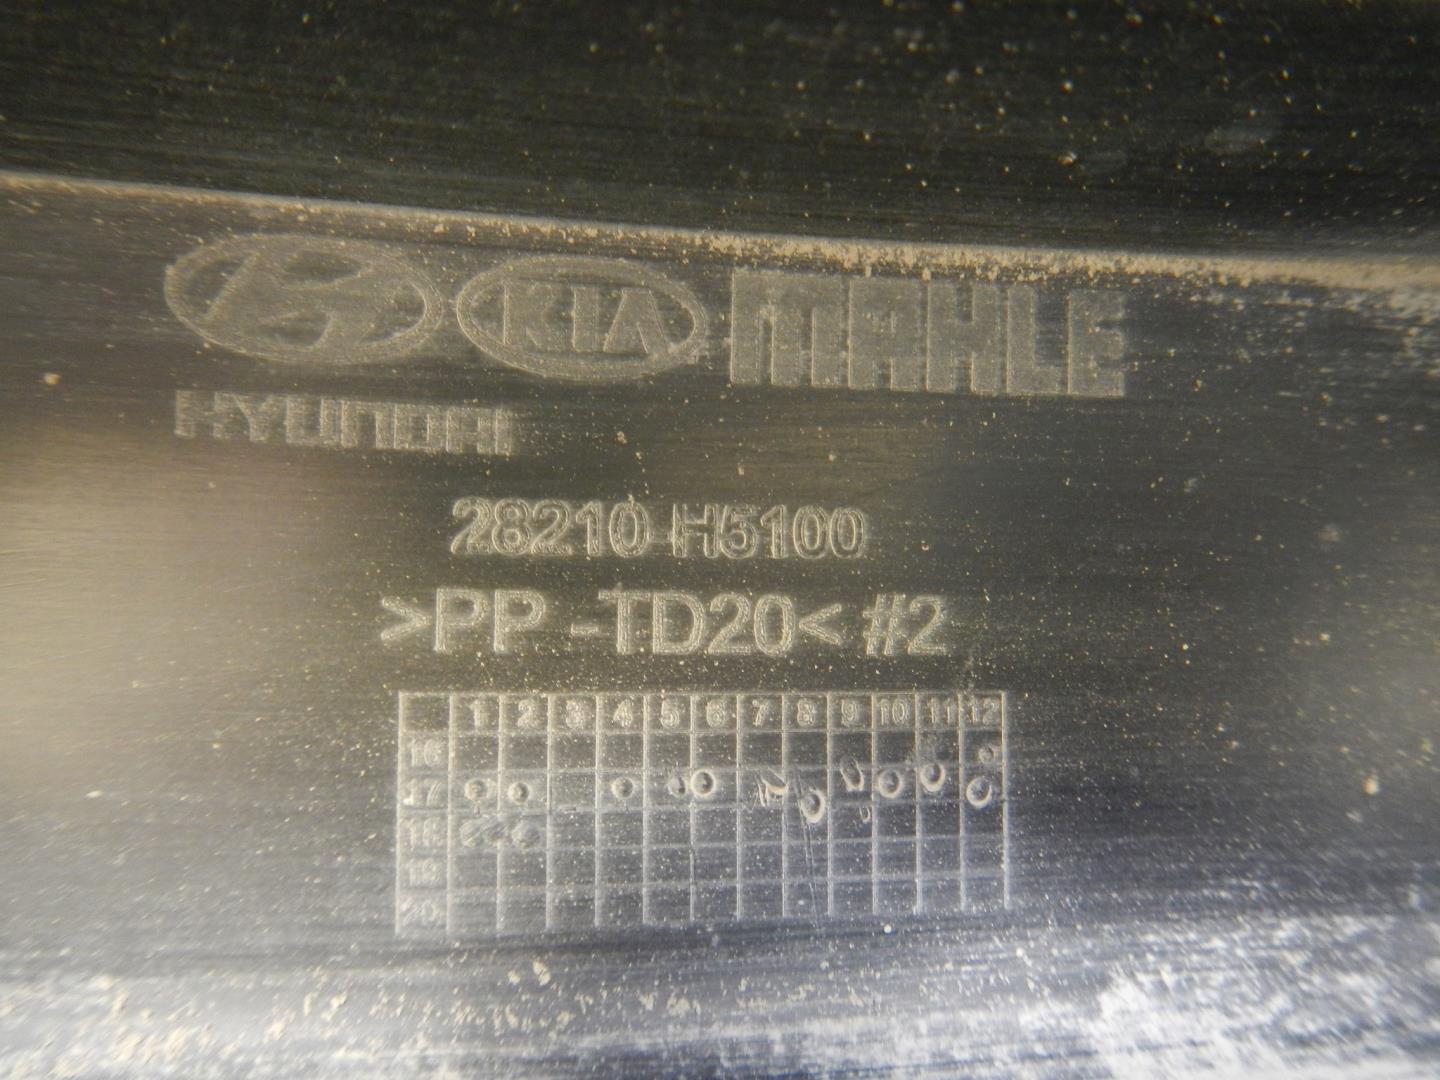 KIA MAHLE
HYUNDAI
28210-H5100
>PP -TD20< #2
1 2 3 4 5 6 7 8 9 10 11 12
16
17
18
19
20